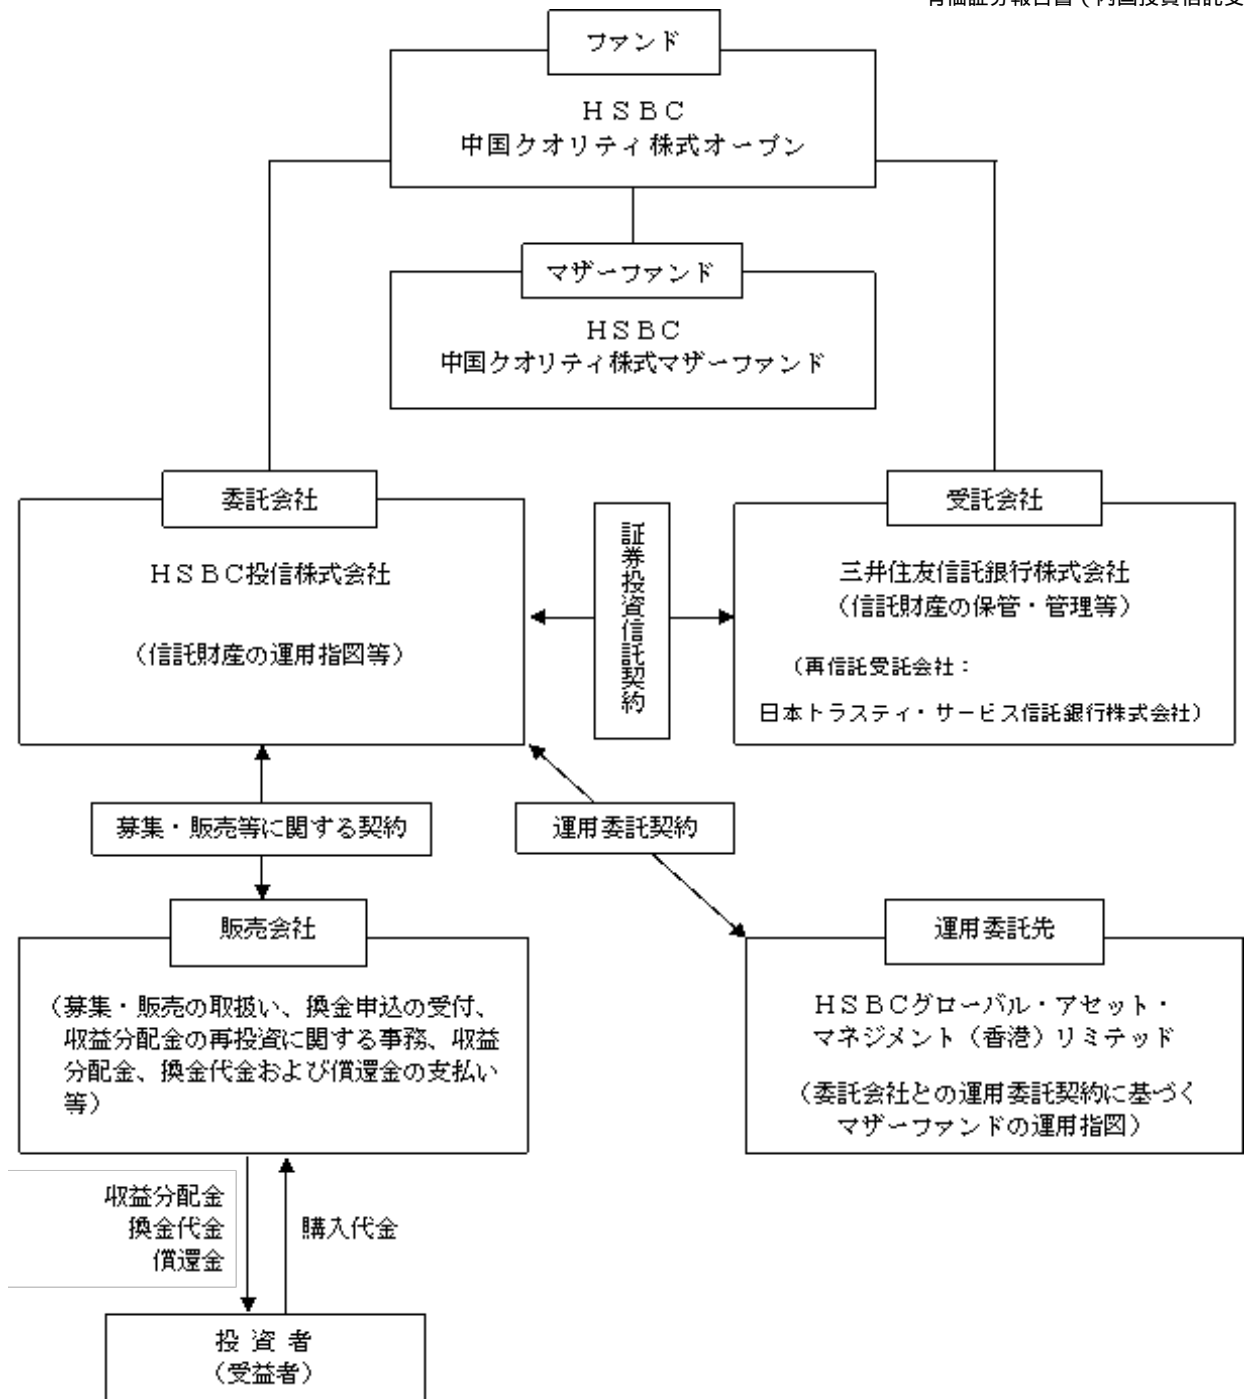 ファンド
ＨＳＢＣ
中国クオリティ株式オープン
マザーファンド
ＨＳＢＣ
中国クオリティ株式マザーファンド
委託会社
ＨＳＢＣ投信株式会社
（信託財産の運用指図等）
証券投資信託契約
受託会社
三井住友信託銀行株式会社
（信託財産の保管・管理等）
（再信託受託会社：
日本トラスティ・サービス信託銀行株式会社）
募集・販売等に関する契約
運用委託契約
販売会社
（募集・販売の取扱い、換金申込の受付、
収益分配金の再投資に関する事務、収益
分配金、換金代金および償還金の支払い
等）
運用委託先
ＨＳＢＣグローバル・アセット・
マネジメント（香港）リミテッド
（委託会社との運用委託契約に基づく
マザーファンドの運用指図）
収益分配金
換金代金
償還金
購入代金
投 資 者
（受益者）